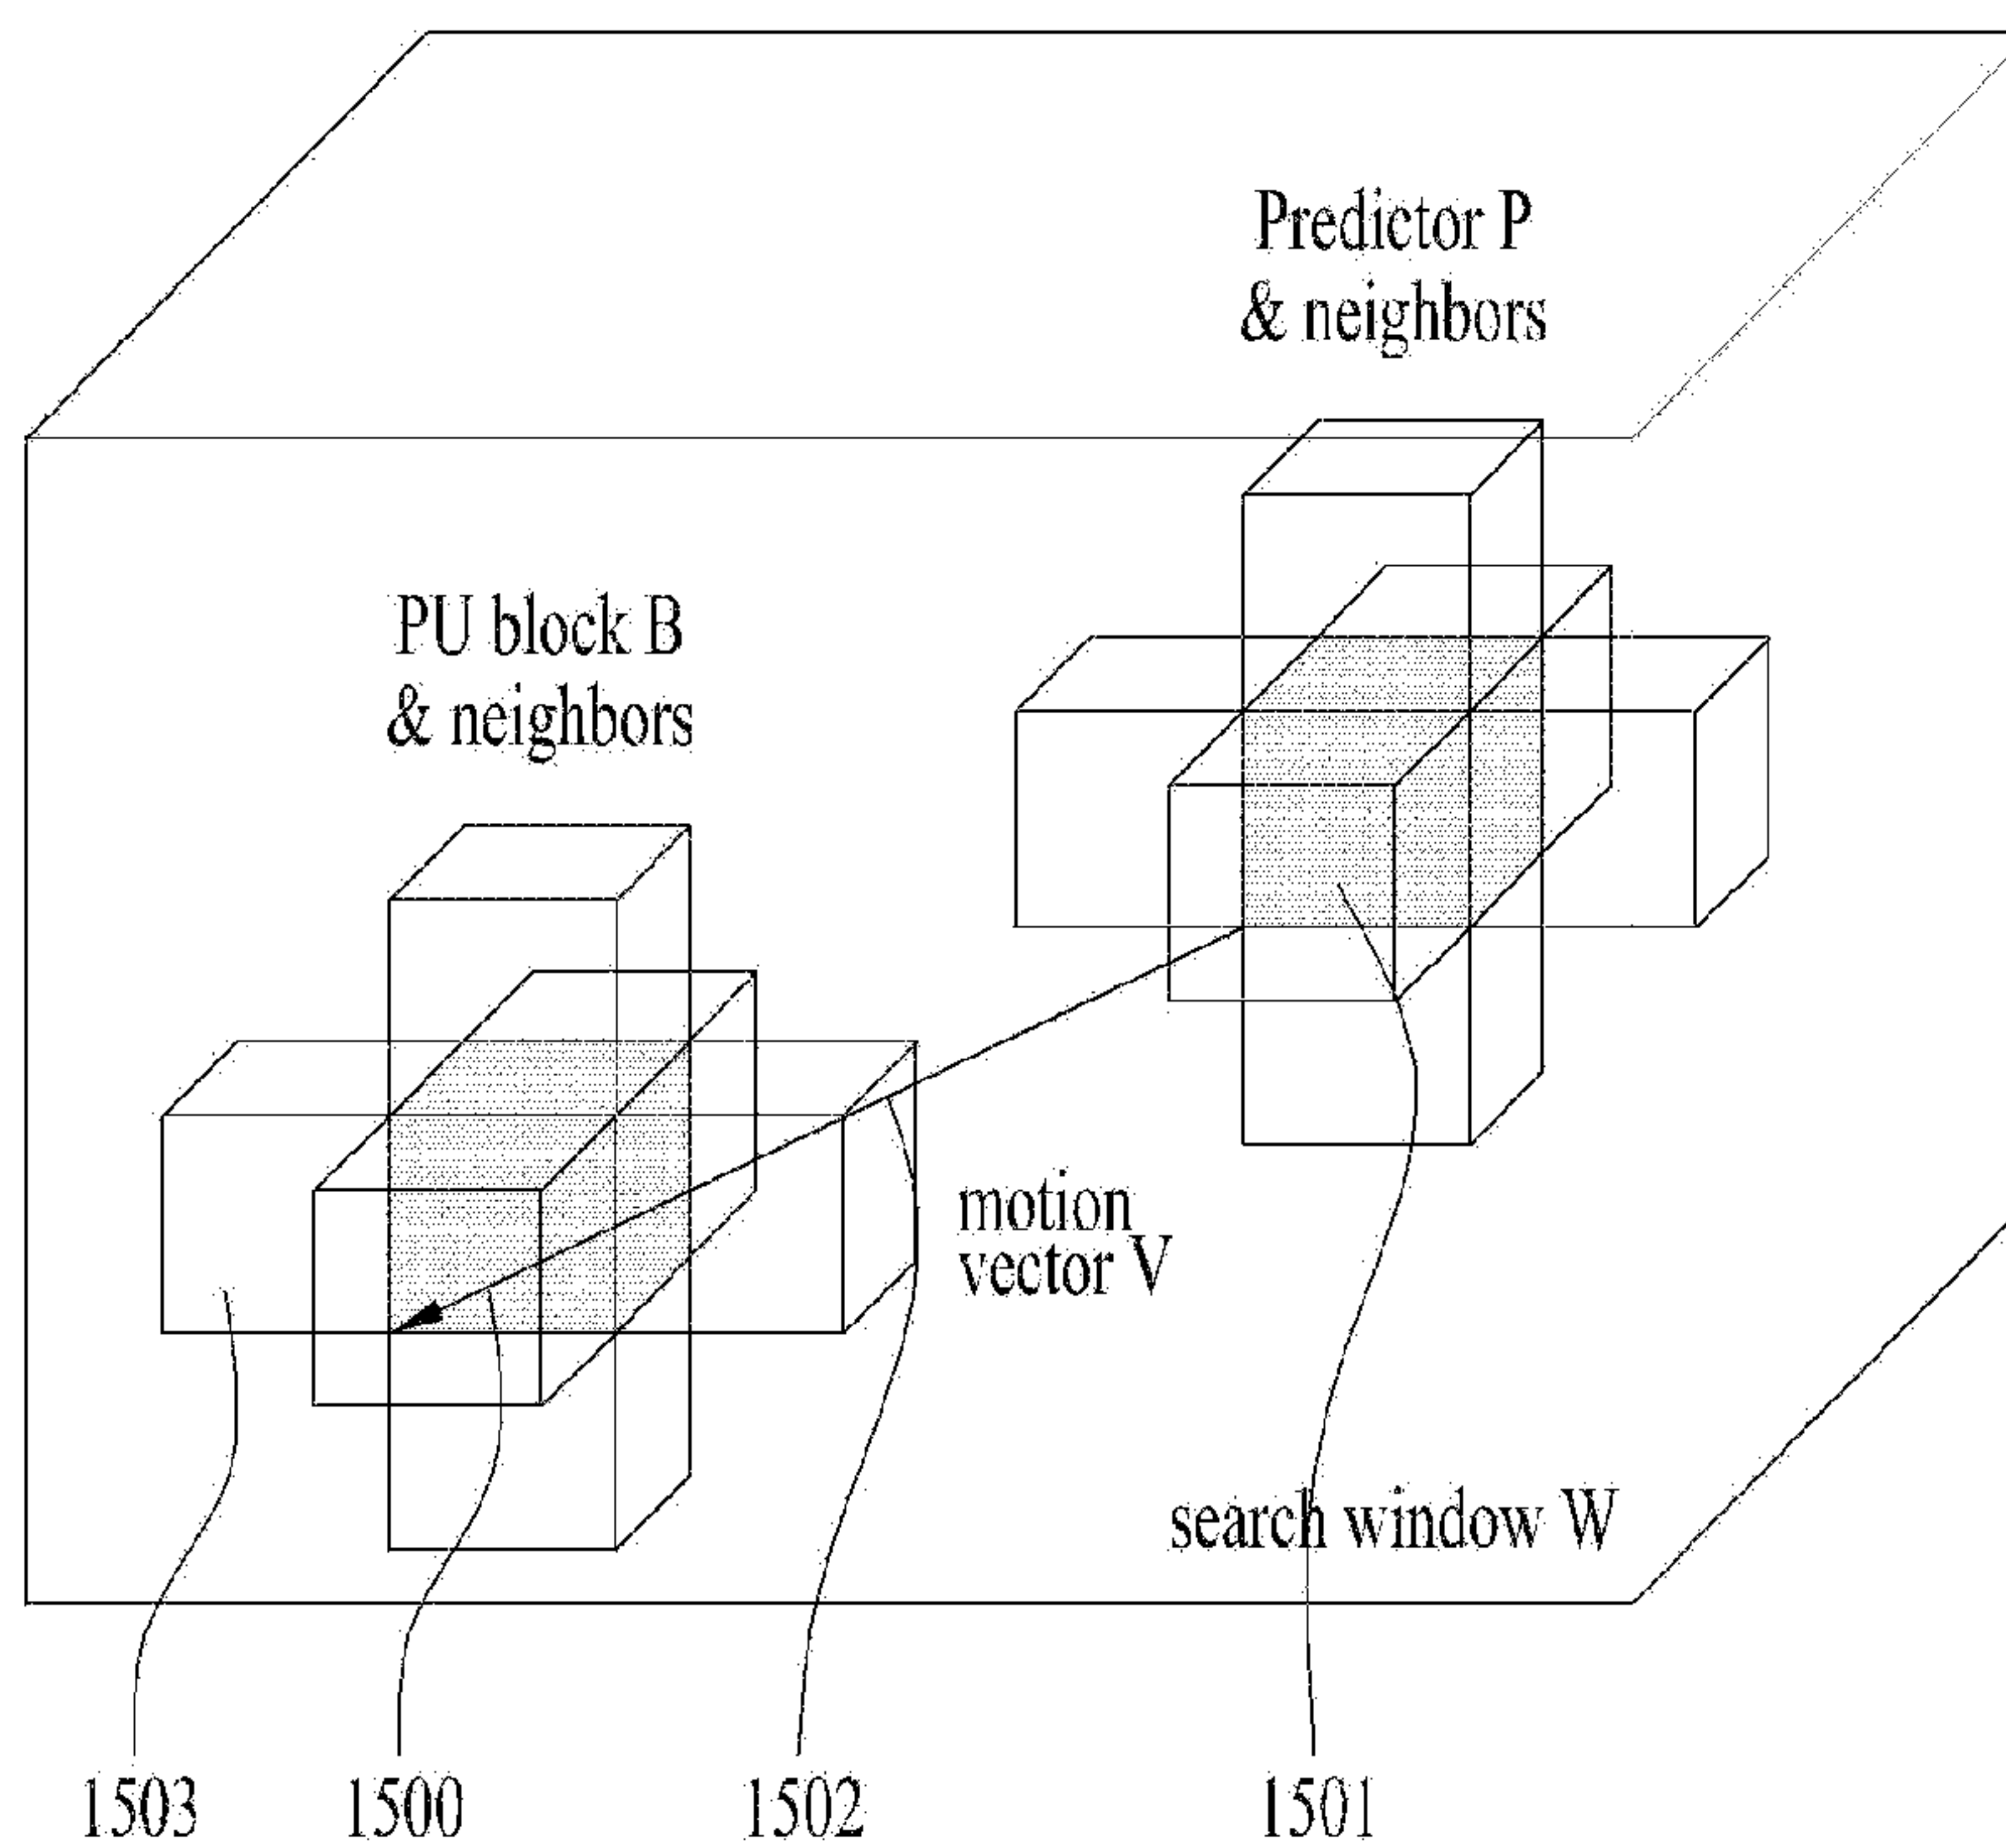 Predictor P
& neighbors
PU block B
& neighbors
motion
vector V
search window W
1503
1500
1502
1501